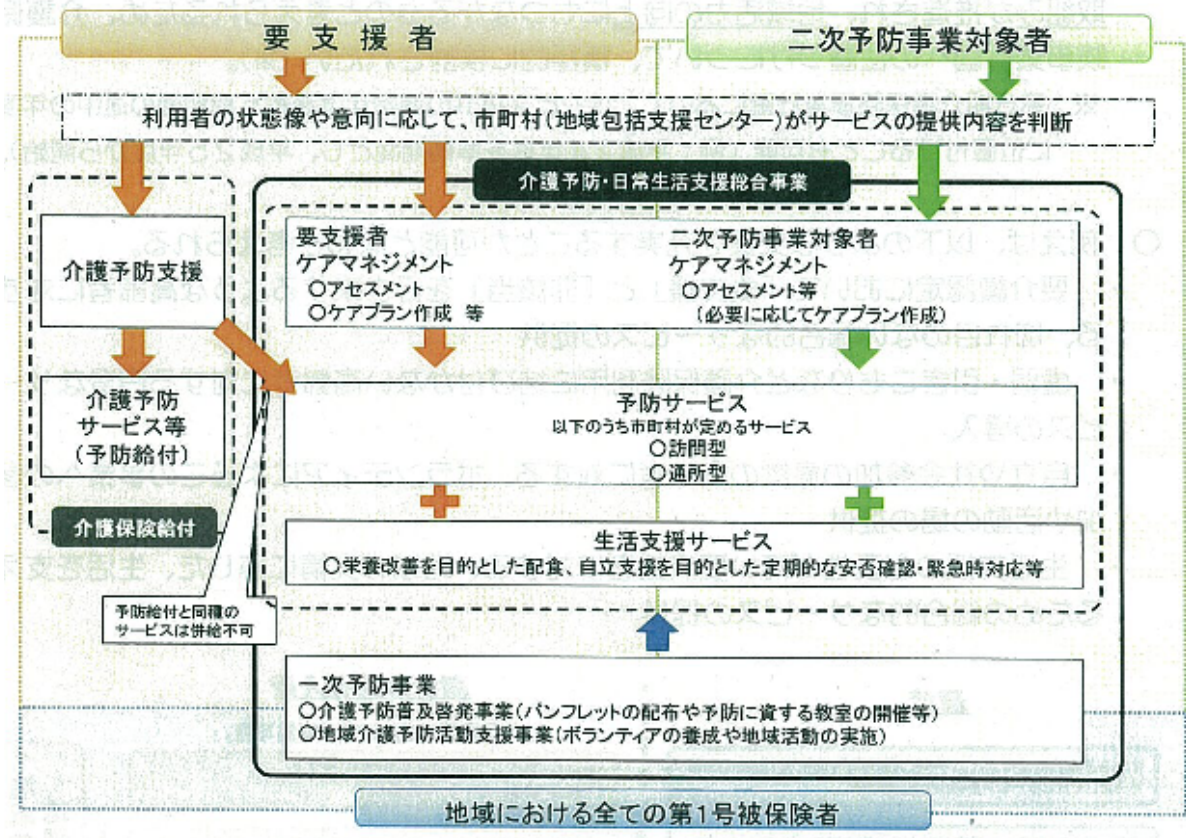 要支援者
二次予防事業対象者
利用者の状態像や意向に応じて、市町村(地域包括支援センター)がサービスの提供内容を判断
介護予防・日常生活支援総合事業
介護予防支援
要支援者
ケアマネジメント
○アセスメント
○ケアプラン作成 等
二次予防事業対象者
ケアマネジメント
○アセスメント等
(必要に応じてケアプラン作成)
介護予防
サービス等
(予防給付)
介護保険給付
予防サービス
以下のうち市町村が定めるサービス
○訪問型
○通所型
生活支援サービス
○栄養改善を目的とした配食、自立支援を目的とした定期的な安否確認・緊急時対応等
予防給付と同種の
サービスは併給不可
一次予防事業
○介護予防普及啓発事業(パンフレットの配布や予防に資する教室の開催等)
○地域介護予防活動支援事業(ボランティアの養成や地域活動の実施)
地域における全ての第1号被保険者